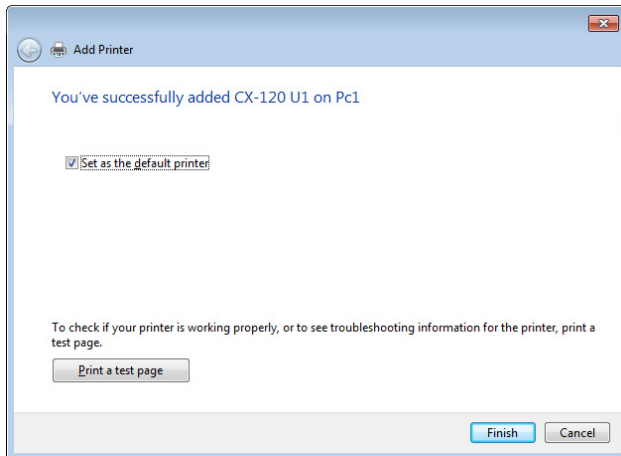 Add Printer
You've successfully added CX-120 U1 on Pc1
Set as the default printer
To check if your printer is working properly, or to see troubleshooting information for the printer, print a
test page.
Print a test page
Finish Cancel